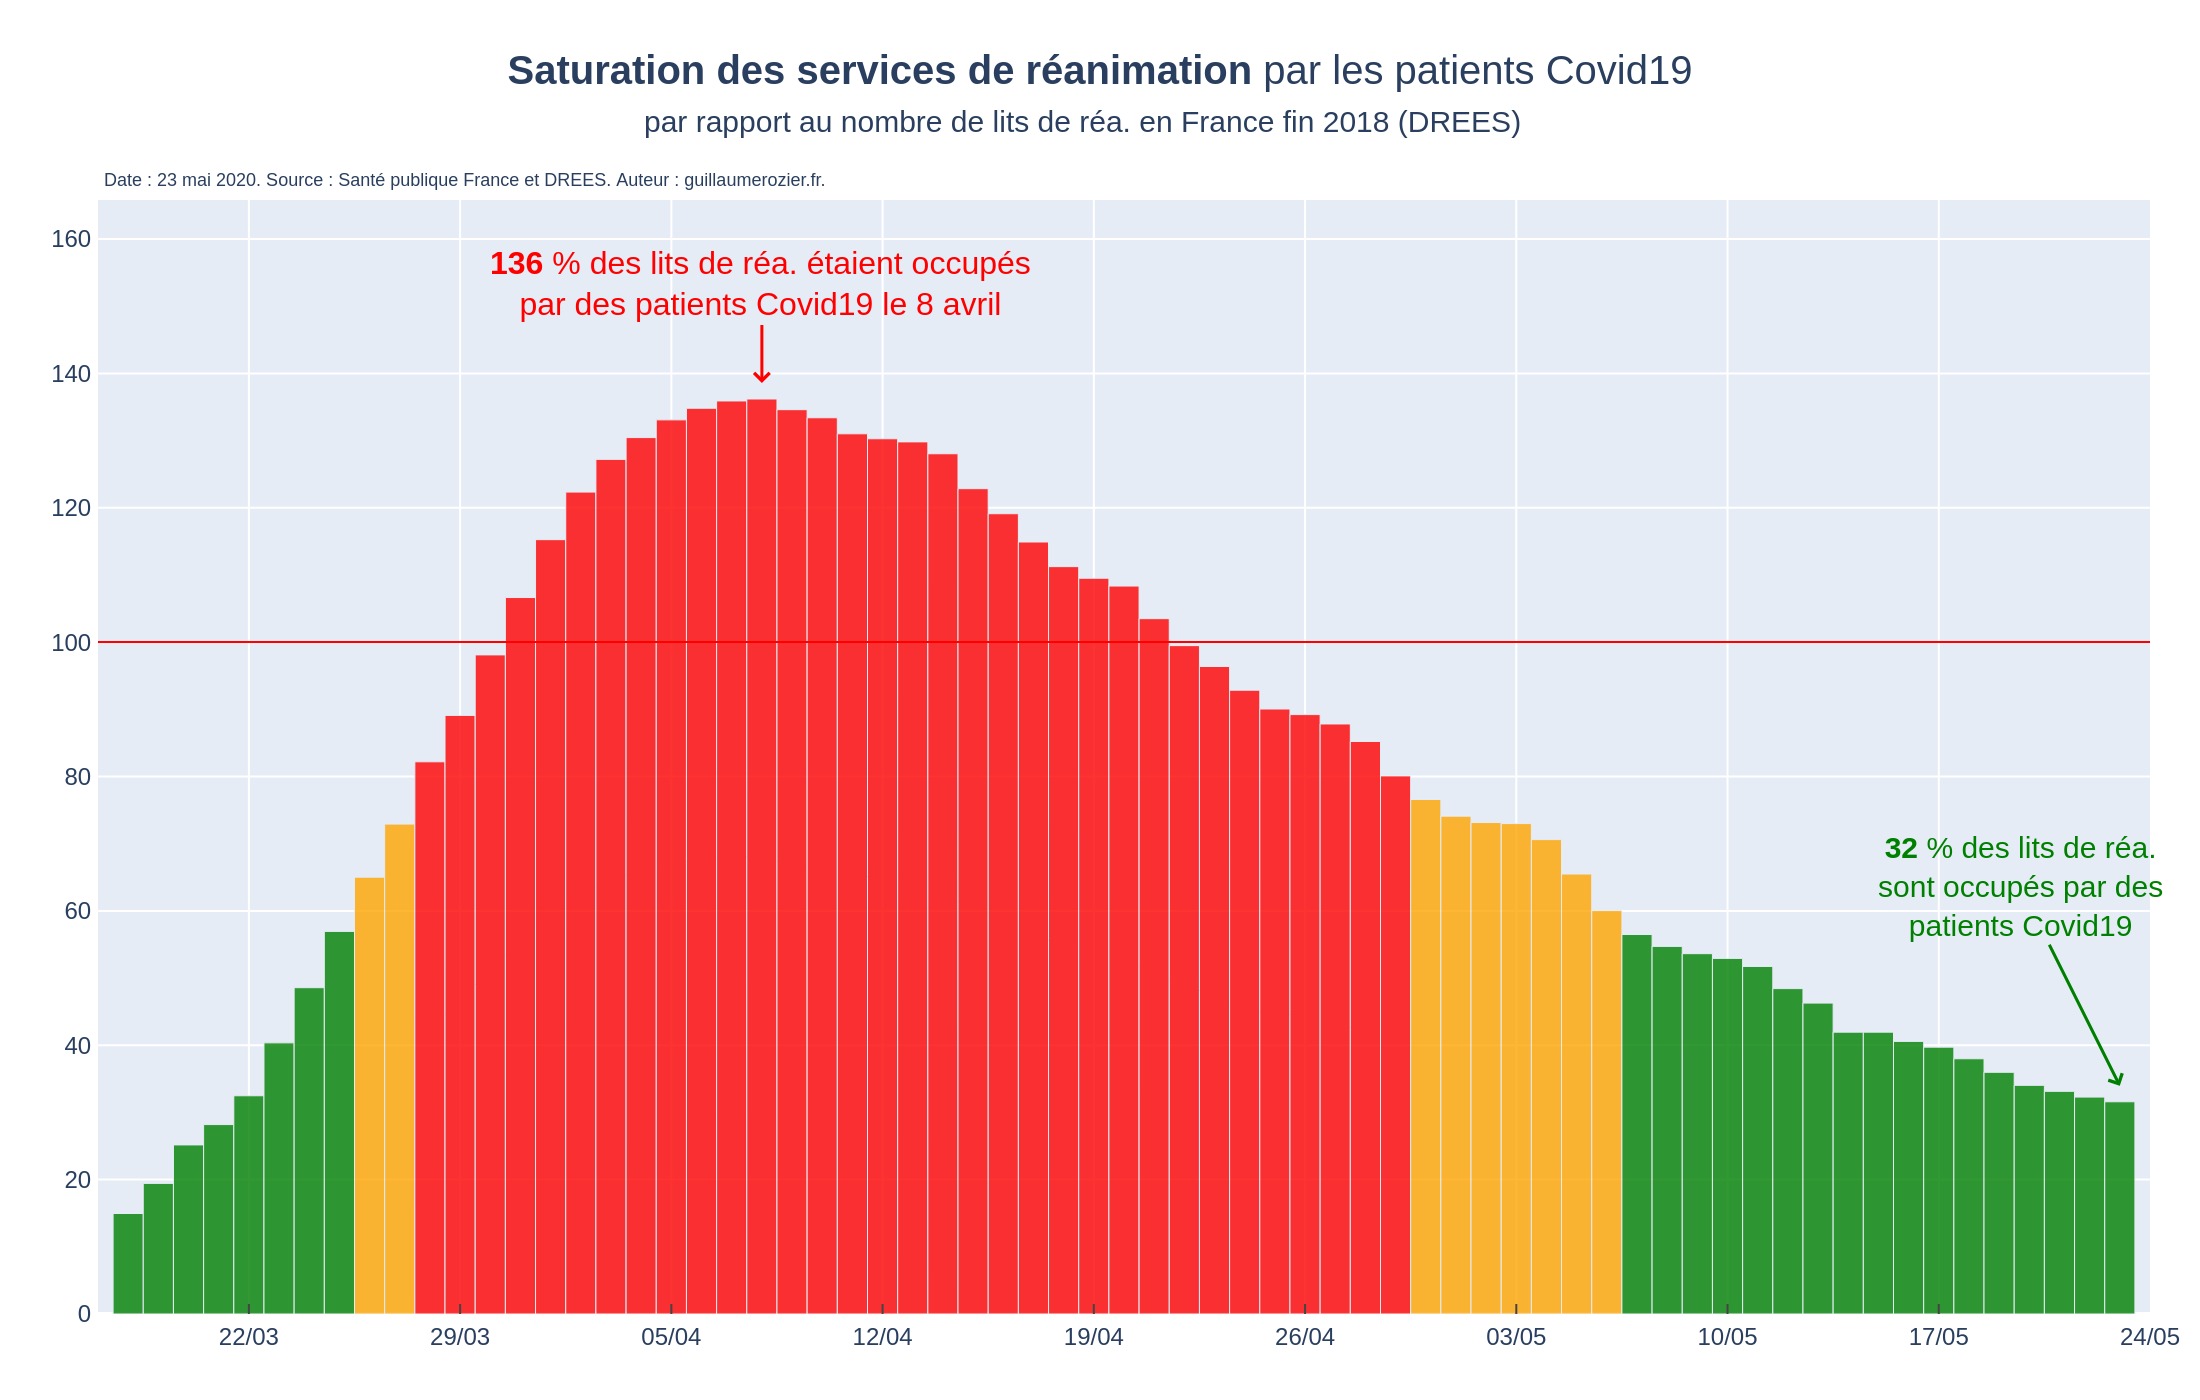 Saturation des services de réanimation par les patients Covid19
par rapport au nombre de lits de réa. en France fin 2018 (DREES)
Date : 23 mai 2020. Source : Santé publique France et DREES. Auteur : guillaumerozier.fr.
160
136 % des lits de réa. étaient occupés
par des patients Covid19 le 8 avril
140
120
100
80
32 % des lits de réa.
sont occupés par des
60
patients Covid19
40
20
0
22/03 29/03 05/04 12/04 19/04 26/04 03/05 10/05 17/05 24/05